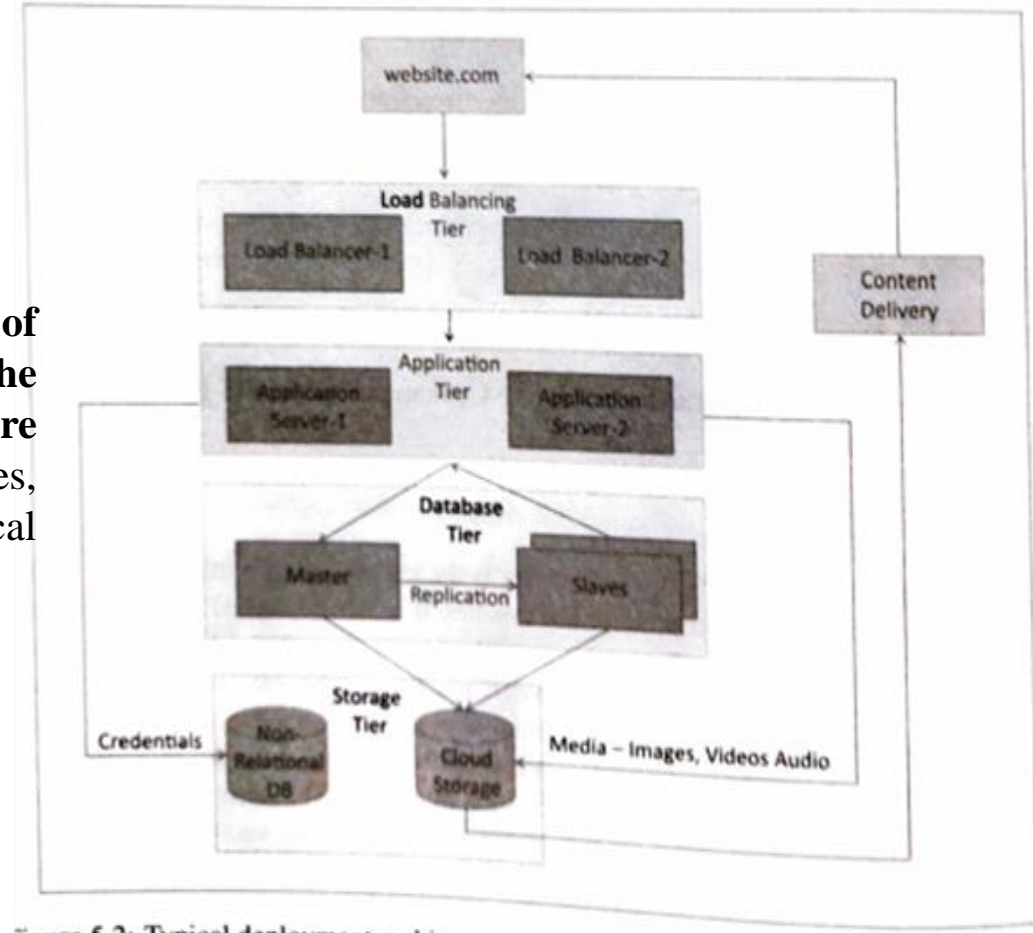 website.com
Load Balancing
Tier
Load Balancer-1
Load Balancer-2
Content
Delivery
of
he
re
es,
cal
Application
Tier
Application
Server-1
Application
Server-2
Database
Tier
Master
Replication
Slaves
Storage
Tier
Credentials
Non-
Relational
DB
Cloud
Storage
Media – Images, Videos Audio
6.2: Typical deployment